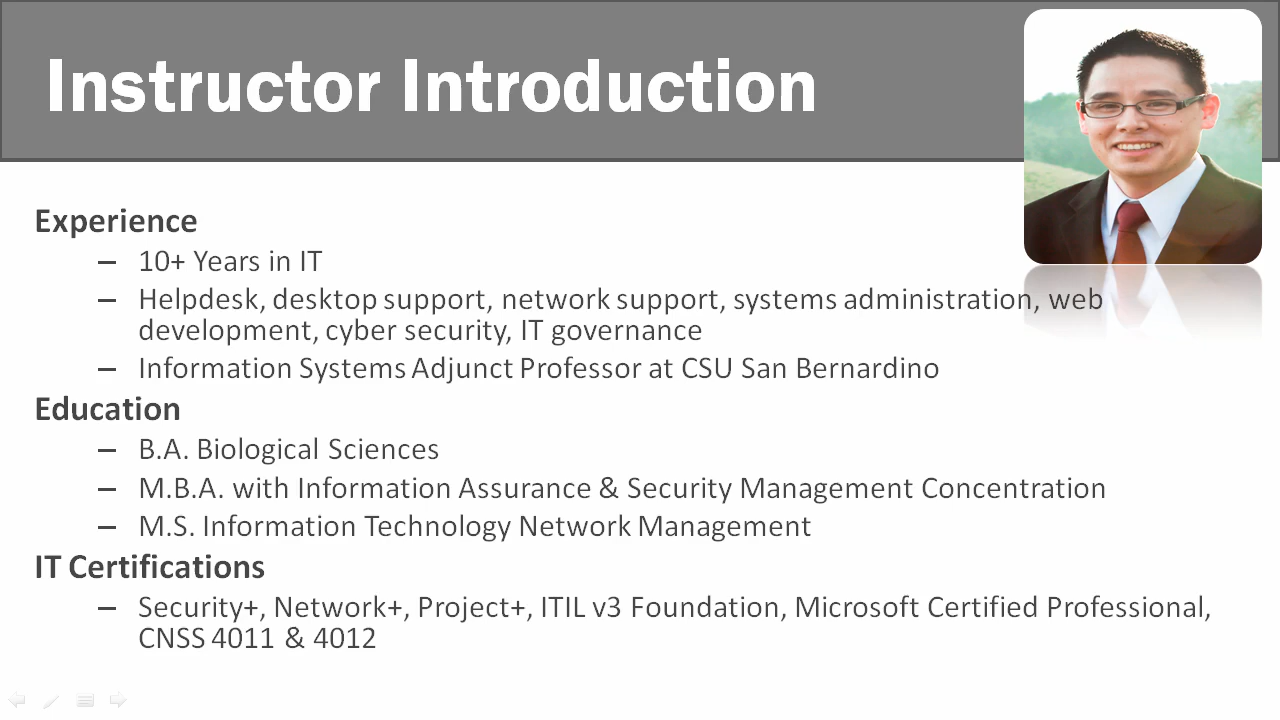 Instructor Introduction
Experience
– 10+ Years in IT
– Helpdesk, desktop support, network support, systems administration, web
development, cyber security, IT governance
– Information Systems Adjunct Professor at CSU San Bernardino
Education
– B.A. Biological Sciences
– M.B.A. with Information Assurance & Security Management Concentration
– M.S. Information Technology Network Management
IT Certifications
– Security+, Network+, Project+, ITIL v3 Foundation, Microsoft Certified Professional,
CNSS 4011 & 4012